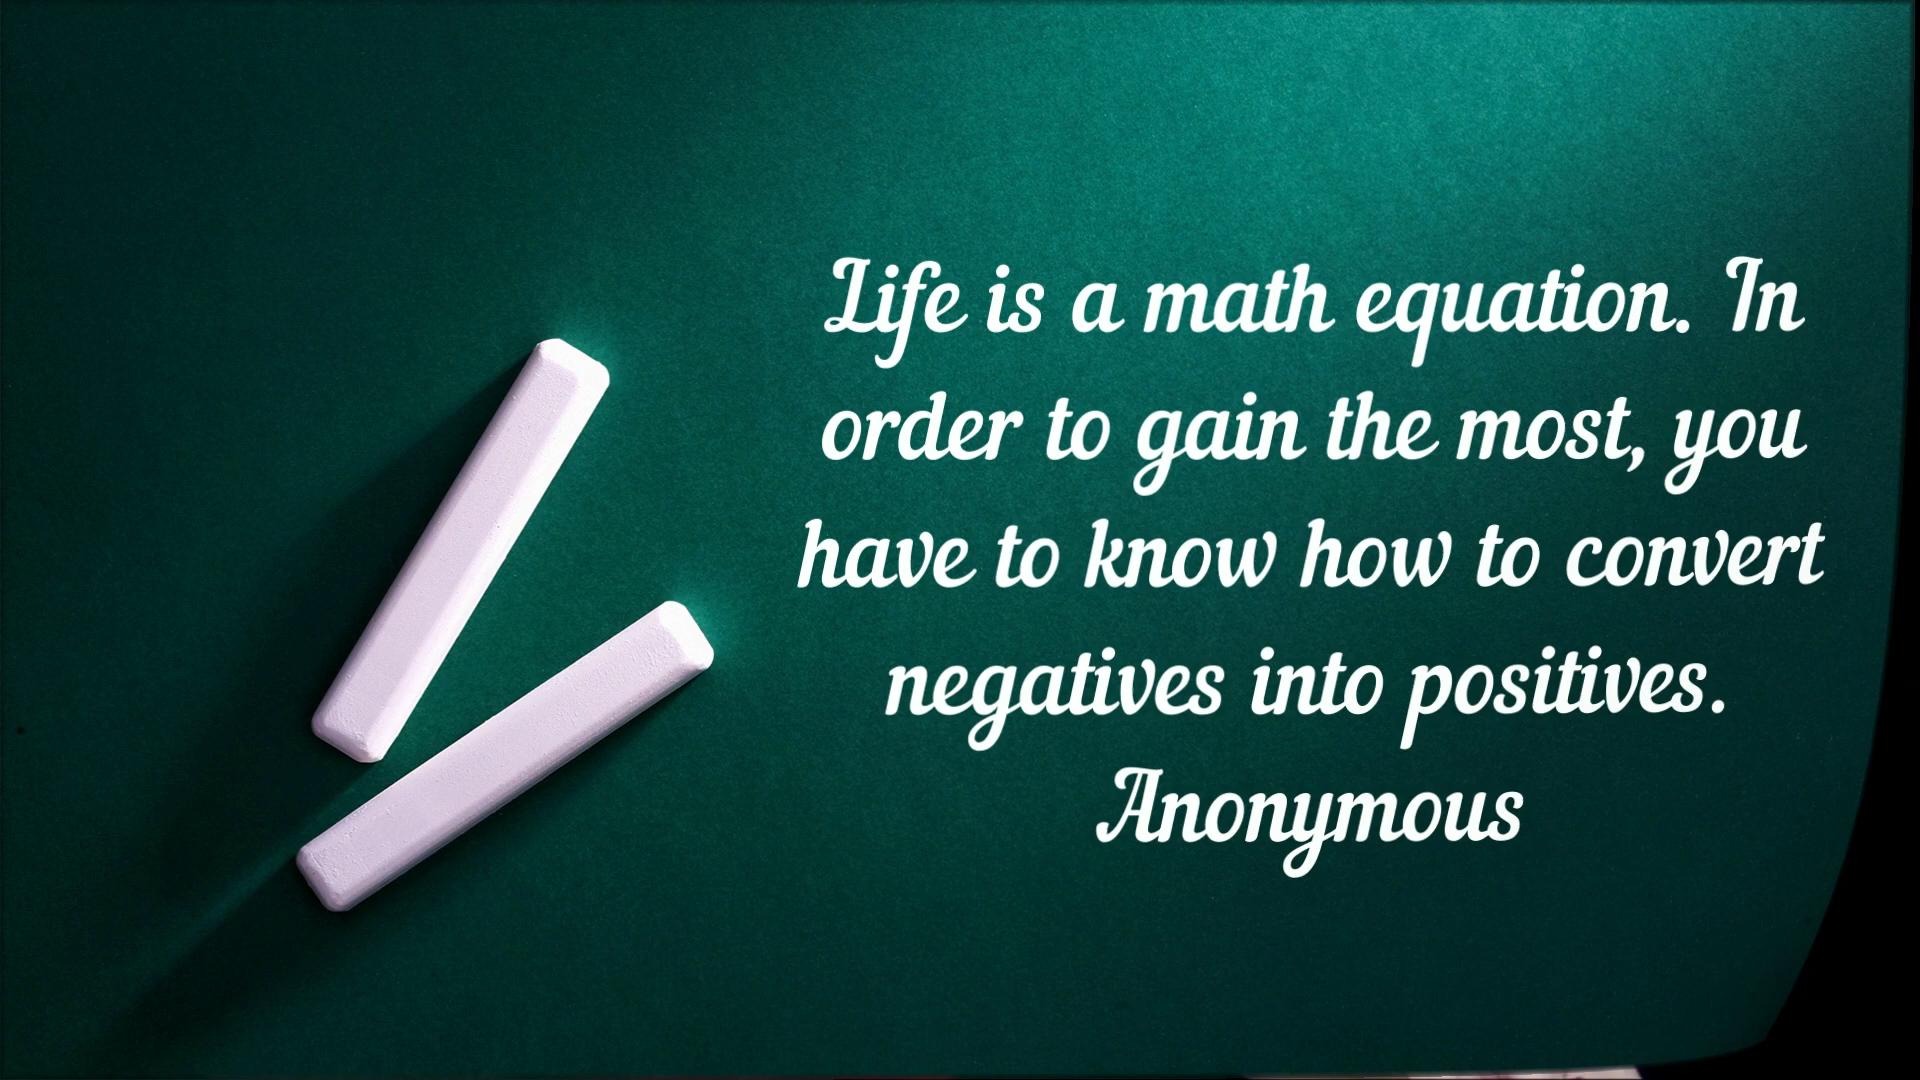 Life is a math equation. In
order to gain the most, you
have to know how to convert
negatives into positives.
Anonymous